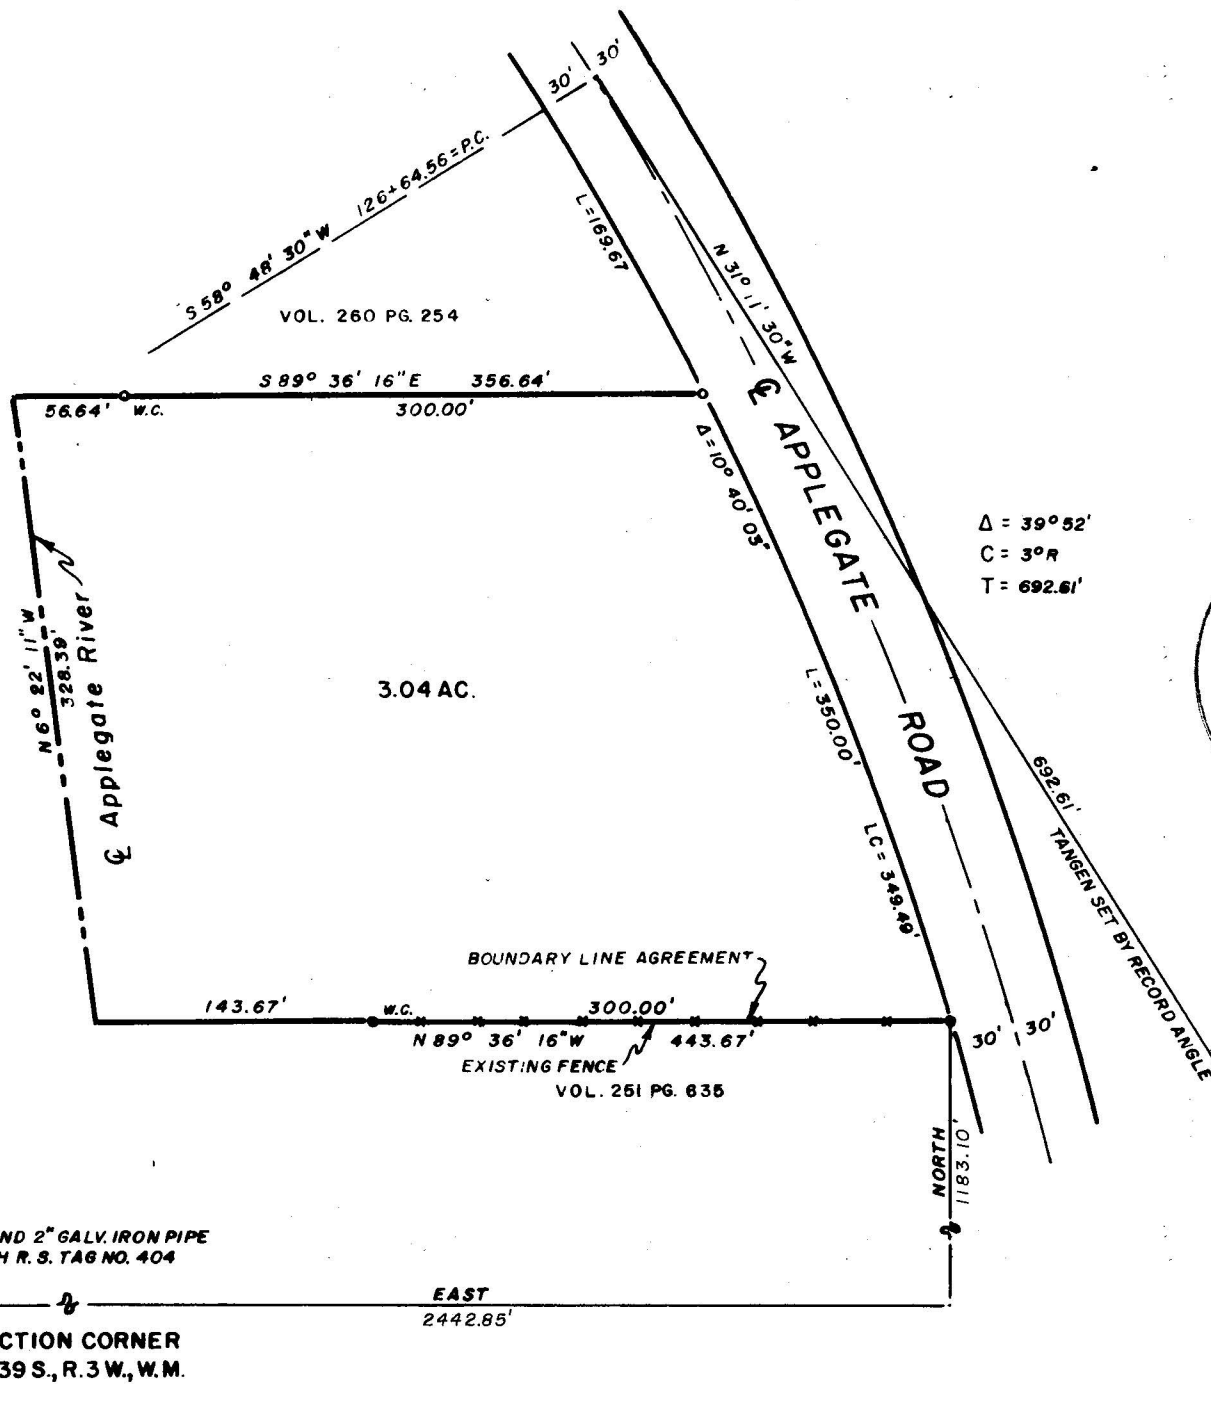 30'
30'
126+64.56=P.C.
S 58° 48' 30" W
L=169.67
N 31° 11' 30" W
VOL. 260 PG. 254
S 89° 36' 16" E 356.64'
56.64' W.C. 300.00'
Δ=10° 40' 03"
℄ APPLEGATE ROAD
Δ = 39° 52'
C = 3° R
T = 692.61'
N 6° 22' 11" W
328.39'
℄ Applegate River
3.04 AC.
L=350.00'
LC = 349.49'
692.61'
TANGEN SET BY RECORD ANGLE
BOUNDARY LINE AGREEMENT
143.67' W.C. 300.00'
N 89° 36' 16" W 443.67'
EXISTING FENCE
VOL. 251 PG. 635
30' 30'
NORTH
1183.10'
ND 2" GALV. IRON PIPE
H R. S. TAG NO. 404
EAST
2442.85'
CTION CORNER
39 S., R. 3 W., W. M.